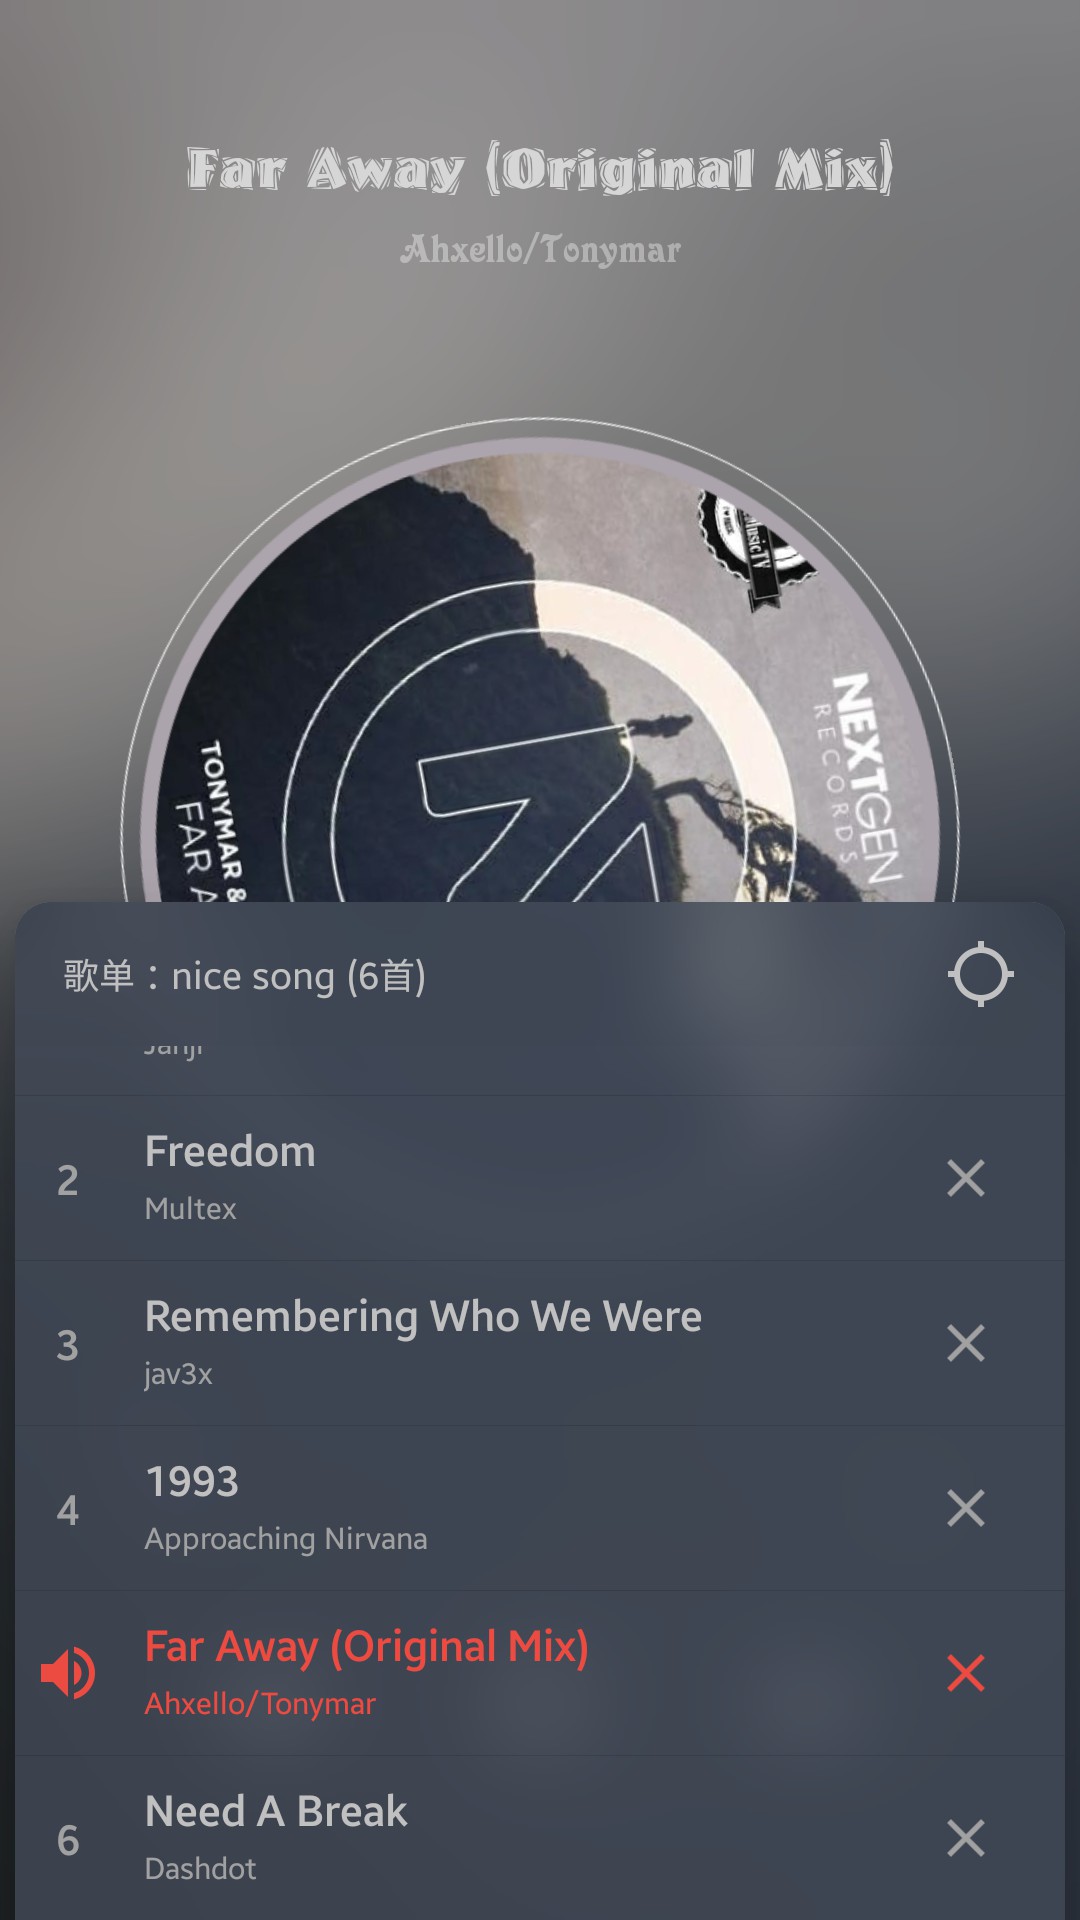 Far Away (Original Mix)
Ahxello/Tonymar
MusicTV
NEXTGEN
RECORDS
TONYMAR &
FAR A
歌单：nice song (6首)
Janji
2
Freedom
Multex
3
Remembering Who We Were
jav3x
4
1993
Approaching Nirvana
Far Away (Original Mix)
Ahxello/Tonymar
6
Need A Break
Dashdot